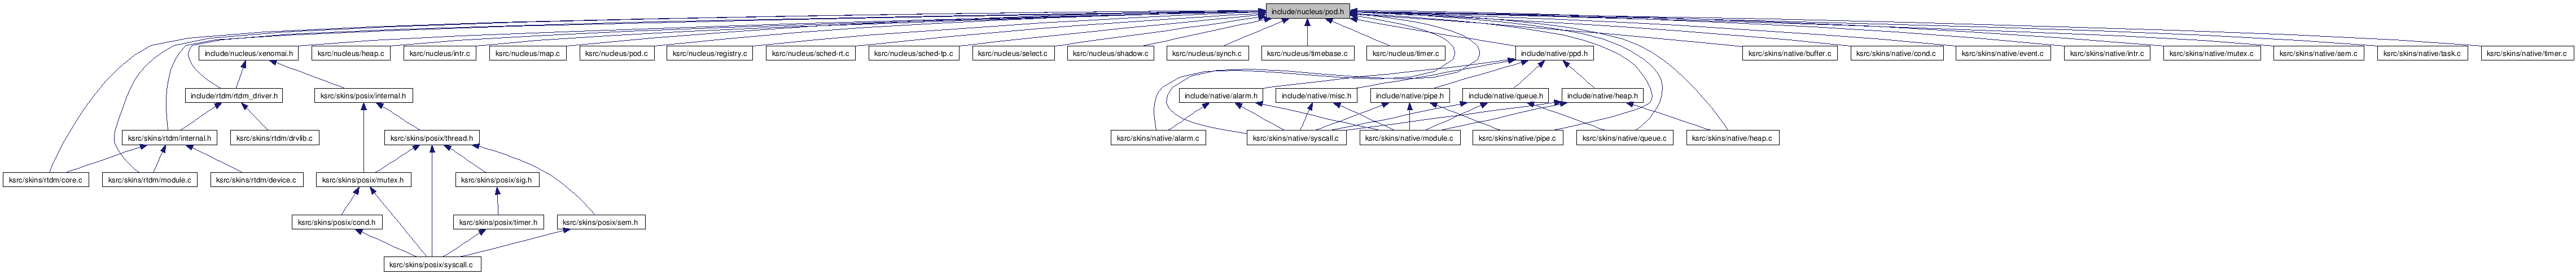 include/nucleus/pod.h
include/nucleus/xenomai.h
ksrc/nucleus/heap.c
ksrc/nucleus/intr.c
ksrc/nucleus/map.c
ksrc/nucleus/pod.c
ksrc/nucleus/registry.c
ksrc/nucleus/sched-rt.c
ksrc/nucleus/sched-tp.c
ksrc/nucleus/select.c
ksrc/nucleus/shadow.c
ksrc/nucleus/synch.c
ksrc/nucleus/timebase.c
ksrc/nucleus/timer.c
include/native/ppd.h
ksrc/skins/native/buffer.c
ksrc/skins/native/cond.c
ksrc/skins/native/event.c
ksrc/skins/native/intr.c
ksrc/skins/native/mutex.c
ksrc/skins/native/sem.c
ksrc/skins/native/task.c
ksrc/skins/native/timer.c
include/rtdm/rtdm_driver.h
ksrc/skins/posix/internal.h
include/native/alarm.h
include/native/misc.h
include/native/pipe.h
include/native/queue.h
include/native/heap.h
ksrc/skins/rtdm/internal.h
ksrc/skins/rtdm/drvlib.c
ksrc/skins/posix/thread.h
ksrc/skins/native/alarm.c
ksrc/skins/native/syscall.c
ksrc/skins/native/module.c
ksrc/skins/native/pipe.c
ksrc/skins/native/queue.c
ksrc/skins/native/heap.c
ksrc/skins/rtdm/core.c
ksrc/skins/rtdm/module.c
ksrc/skins/rtdm/device.c
ksrc/skins/posix/mutex.h
ksrc/skins/posix/sig.h
ksrc/skins/posix/cond.h
ksrc/skins/posix/timer.h
ksrc/skins/posix/sem.h
ksrc/skins/posix/syscall.c